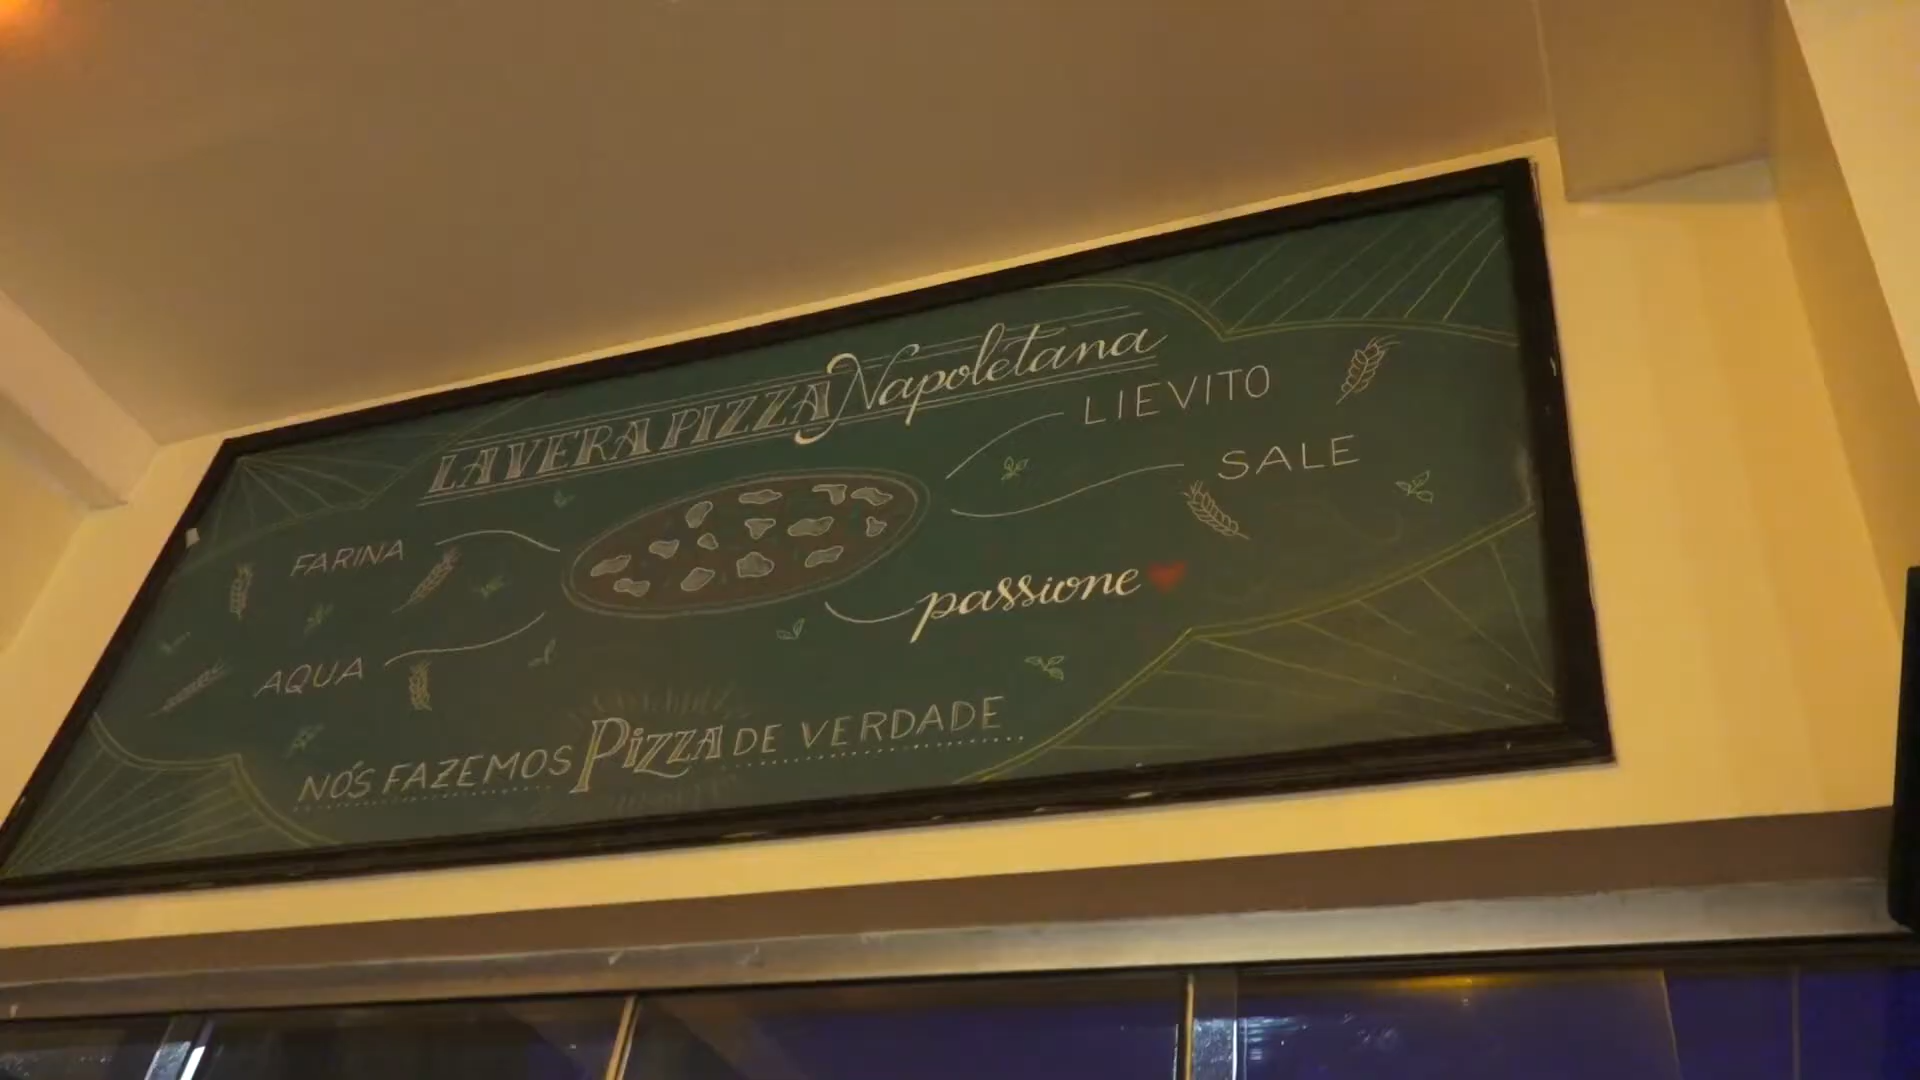 LA VERA PIZZA Napoletana
LIEVITO
SALE
FARINA
passione
AQUA
NÓS FAZEMOS PIZZA DE VERDADE